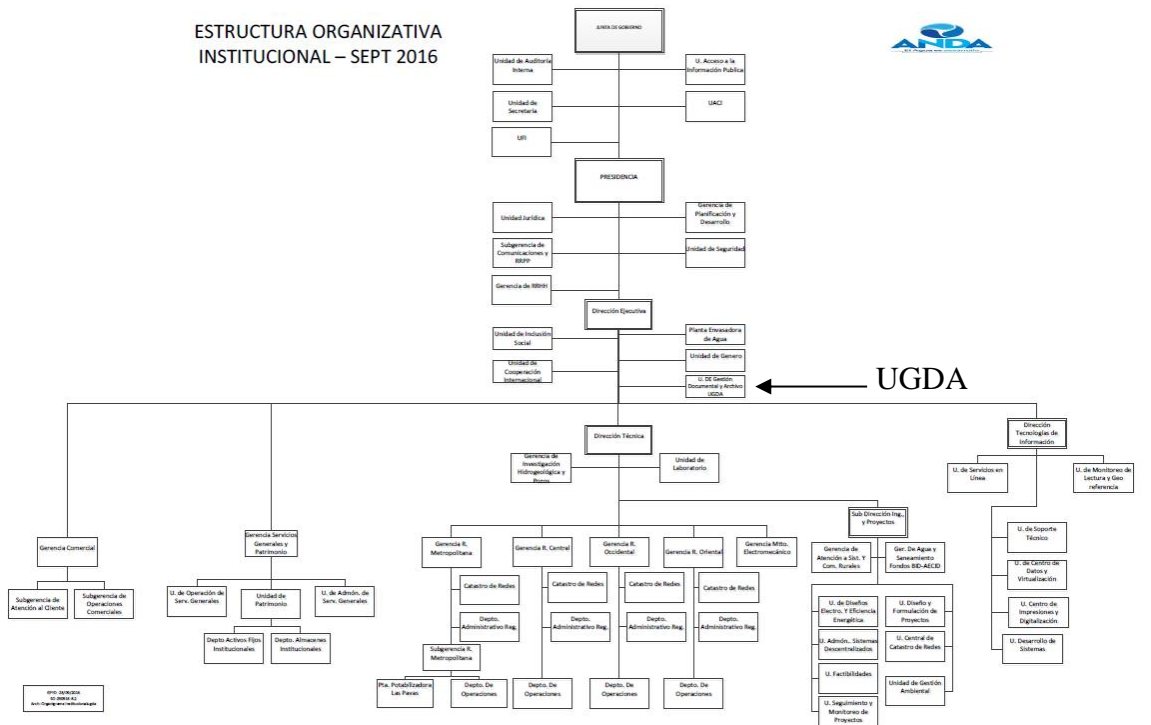 ESTRUCTURA ORGANIZATIVA
INSTITUCIONAL – SEPT 2016
JUNTA DE GOBIERNO
ANDA
Unidad de Auditoría
Interna
U. Acceso a la
Información Publica
Unidad de
Secretaría
UACI
UFI
PRESIDENCIA
Unidad Jurídica
Gerencia de
Planificación y
Desarrollo
Subgerencia de
Comunicaciones y
RRPP
Unidad de Seguridad
Gerencia de RRHH
Dirección Ejecutiva
Unidad de Inclusión
Social
Planta Envasadora
de Agua
Unidad de Genero
Unidad de
Cooperación
Internacional
U. DE Gestión
Documental y Archivo
UGDA
UGDA
Dirección Técnica
Dirección
Tecnologías de
Información
Gerencia de
Investigación
Hidrogeológica y
Pozos
Unidad de
Laboratorio
U. de Servicios en
Línea
U. de Monitoreo de
Lectura y Geo
referencia
Sub Dirección Ing.,
y Proyectos
Gerencia Comercial
Gerencia Servicios
Generales y
Patrimonio
Gerencia R.
Metropolitana
Gerencia R. Central
Gerencia R.
Occidental
Gerencia R. Oriental
Gerencia Mtto.
Electromecánico
Gerencia de
Atención a Sist. Y
Com. Rurales
Ger. De Agua y
Saneamiento
Fondos BID-AECID
U. de Soporte
Técnico
Subgerencia de
Atención al Cliente
Subgerencia de
Operaciones
Comerciales
U. de Operación de
Serv. Generales
Unidad de
Patrimonio
U. de Admón. de
Serv. Generales
Catastro de Redes
Catastro de Redes
Catastro de Redes
Catastro de Redes
U. de Centro de
Datos y
Virtualización
U. de Diseños
Electro. Y Eficiencia
Energética.
U. Diseño y
Formulación de
Proyectos
U. Centro de
Impresiones y
Digitalización
Depto Activos Fijos
Institucionales
Depto. Almacenes
Institucionales
Depto.
Administrativo Reg.
Depto.
Administrativo Reg.
Depto.
Administrativo Reg.
Depto.
Administrativo Reg.
U. Admón.. Sistemas
Descentralizados
U. Central de
Catastro de Redes
U. Desarrollo de
Sistemas
Subgerencia R.
Metropolitana
U. Factibilidades
Unidad de Gestión
Ambiental
Pta. Potabilizadora
Las Pavas
Depto. De
Operaciones
Depto. De
Operaciones
Depto. De
Operaciones
Depto. De
Operaciones
U. Seguimiento y
Monitoreo de
Proyectos